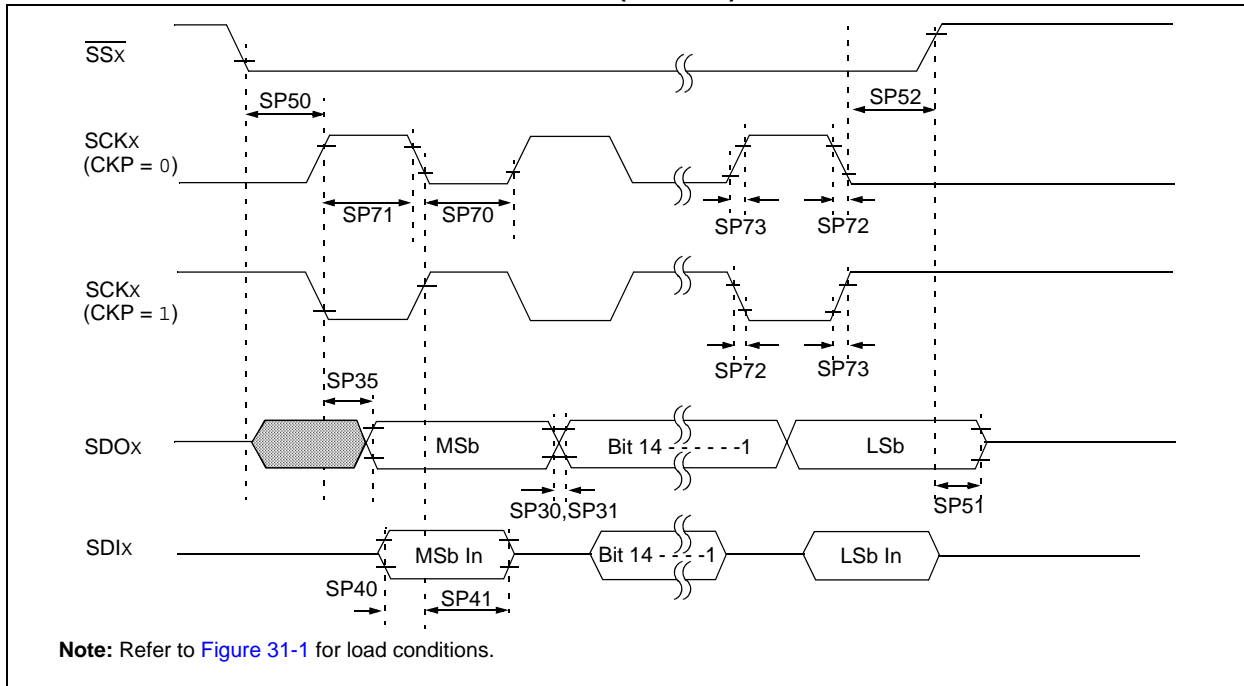 SSX
SP50
SP52
SCKX
(CKP = 0)
SP71
SP70
SP73
SP72
SCKX
(CKP = 1)
SP72
SP73
SP35
SDOX
MSb
Bit 14 - - - - - -1
LSb
SP30,SP31
SP51
SDIX
MSb In
Bit 14 - - - -1
LSb In
SP40
SP41
Note: Refer to Figure 31-1 for load conditions.